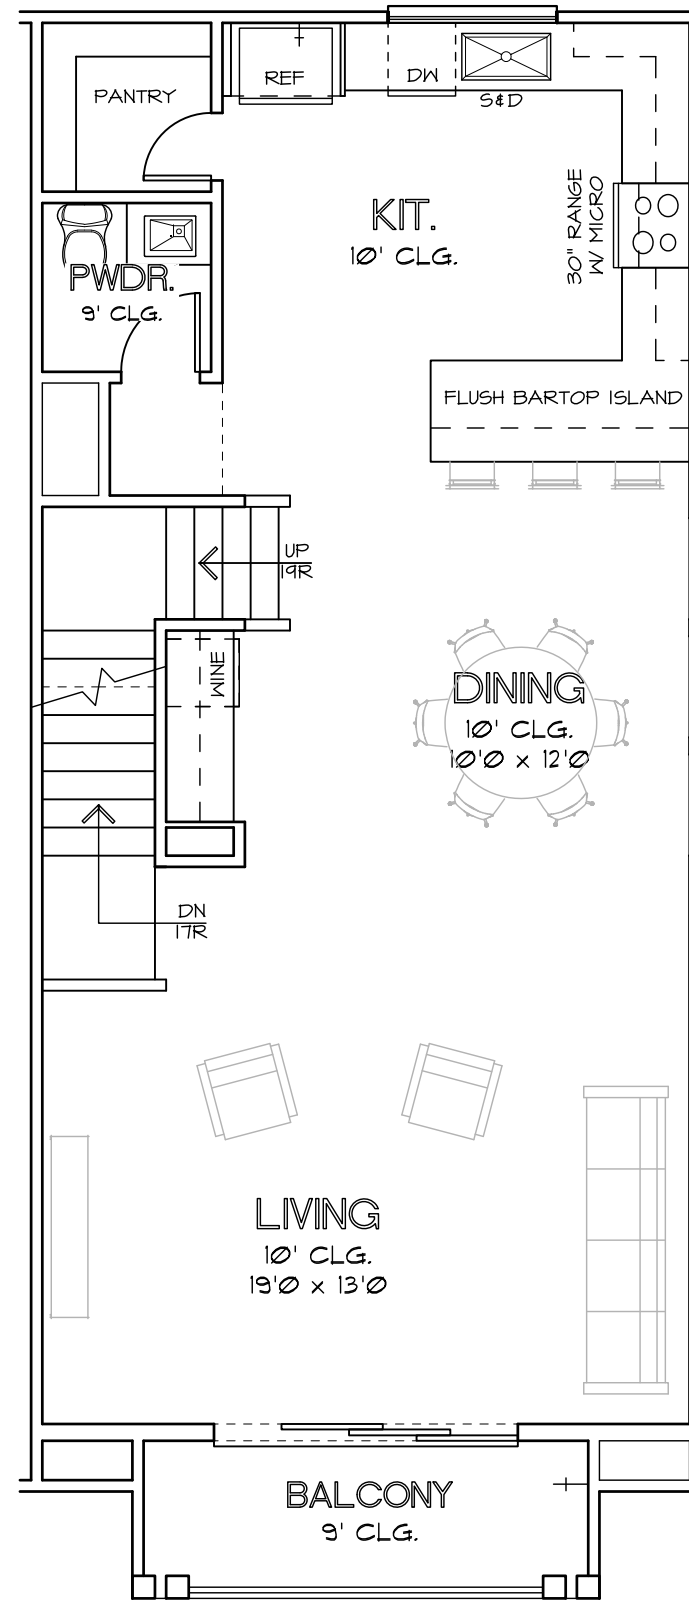 PANTRY
REF
DW
S&D
KIT.
10' CLG.
30" RANGE
W/ MICRO
PWDR.
9' CLG.
FLUSH BARTOP ISLAND
UP
19R
WINE
DINING
10' CLG.
10'0 x 12'0
DN
17R
LIVING
10' CLG.
19'0 x 13'0
BALCONY
9' CLG.